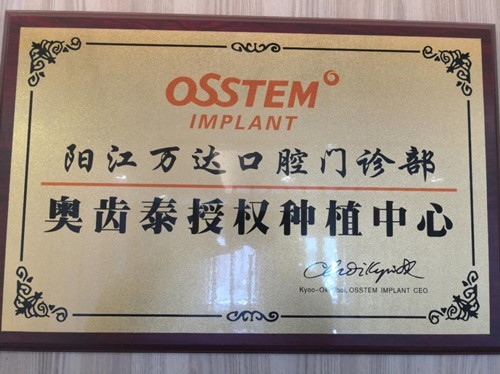 OSSTEM
IMPLANT
阳江万达口腔门诊部
奥齿泰授权种植中心
Kyoo-Ok Choi, OSSTEM IMPLANT CEO